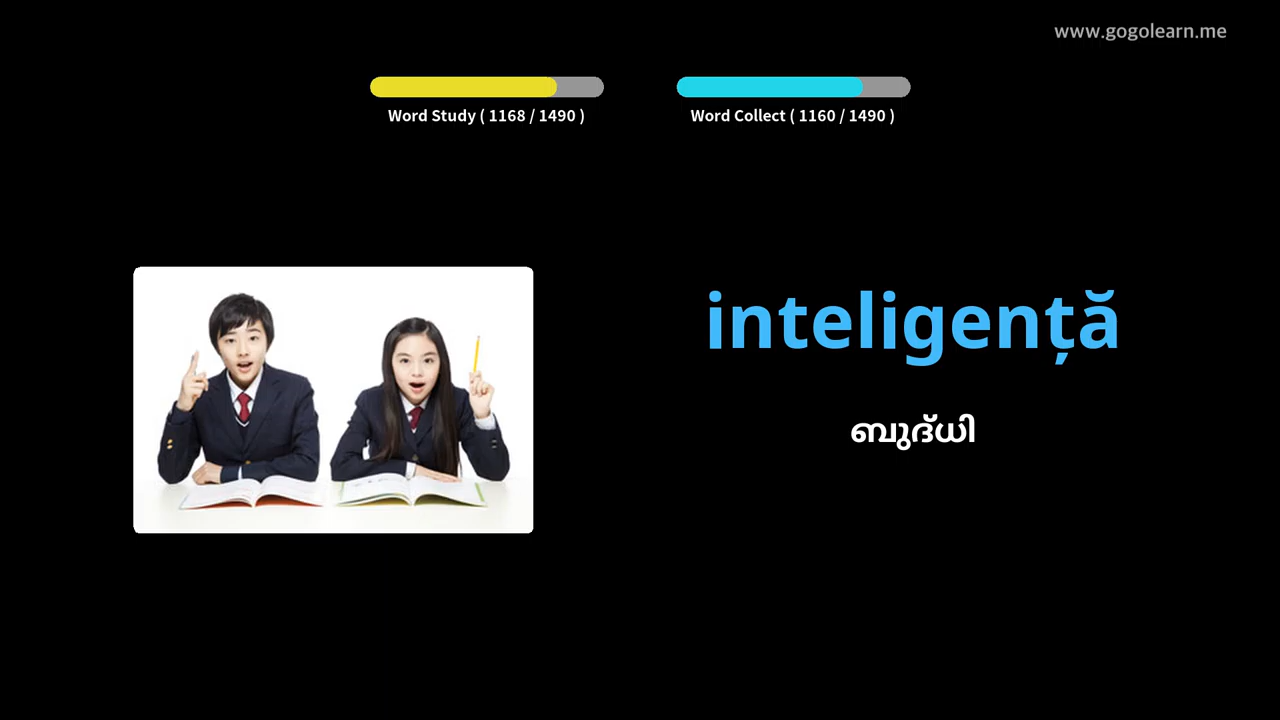 www.gogolearn.me
Word Study ( 1168 / 1490 )
Word Collect ( 1160 / 1490 )
inteligență
ബുദ്ധി